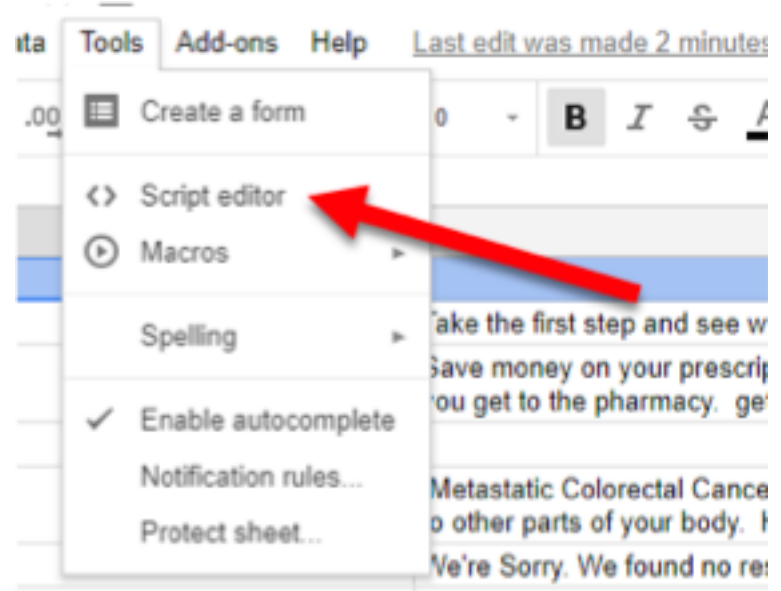 Tools Add-ons Help Last edit was made 2 minutes
.00 0 B I S A
Create a form
Script editor
Macros
Spelling
Take the first step and see w
Save money on your prescrip
you get to the pharmacy. get
Enable autocomplete
Notification rules...
Metastatic Colorectal Cance
o other parts of your body. H
Protect sheet...
We're Sorry. We found no res